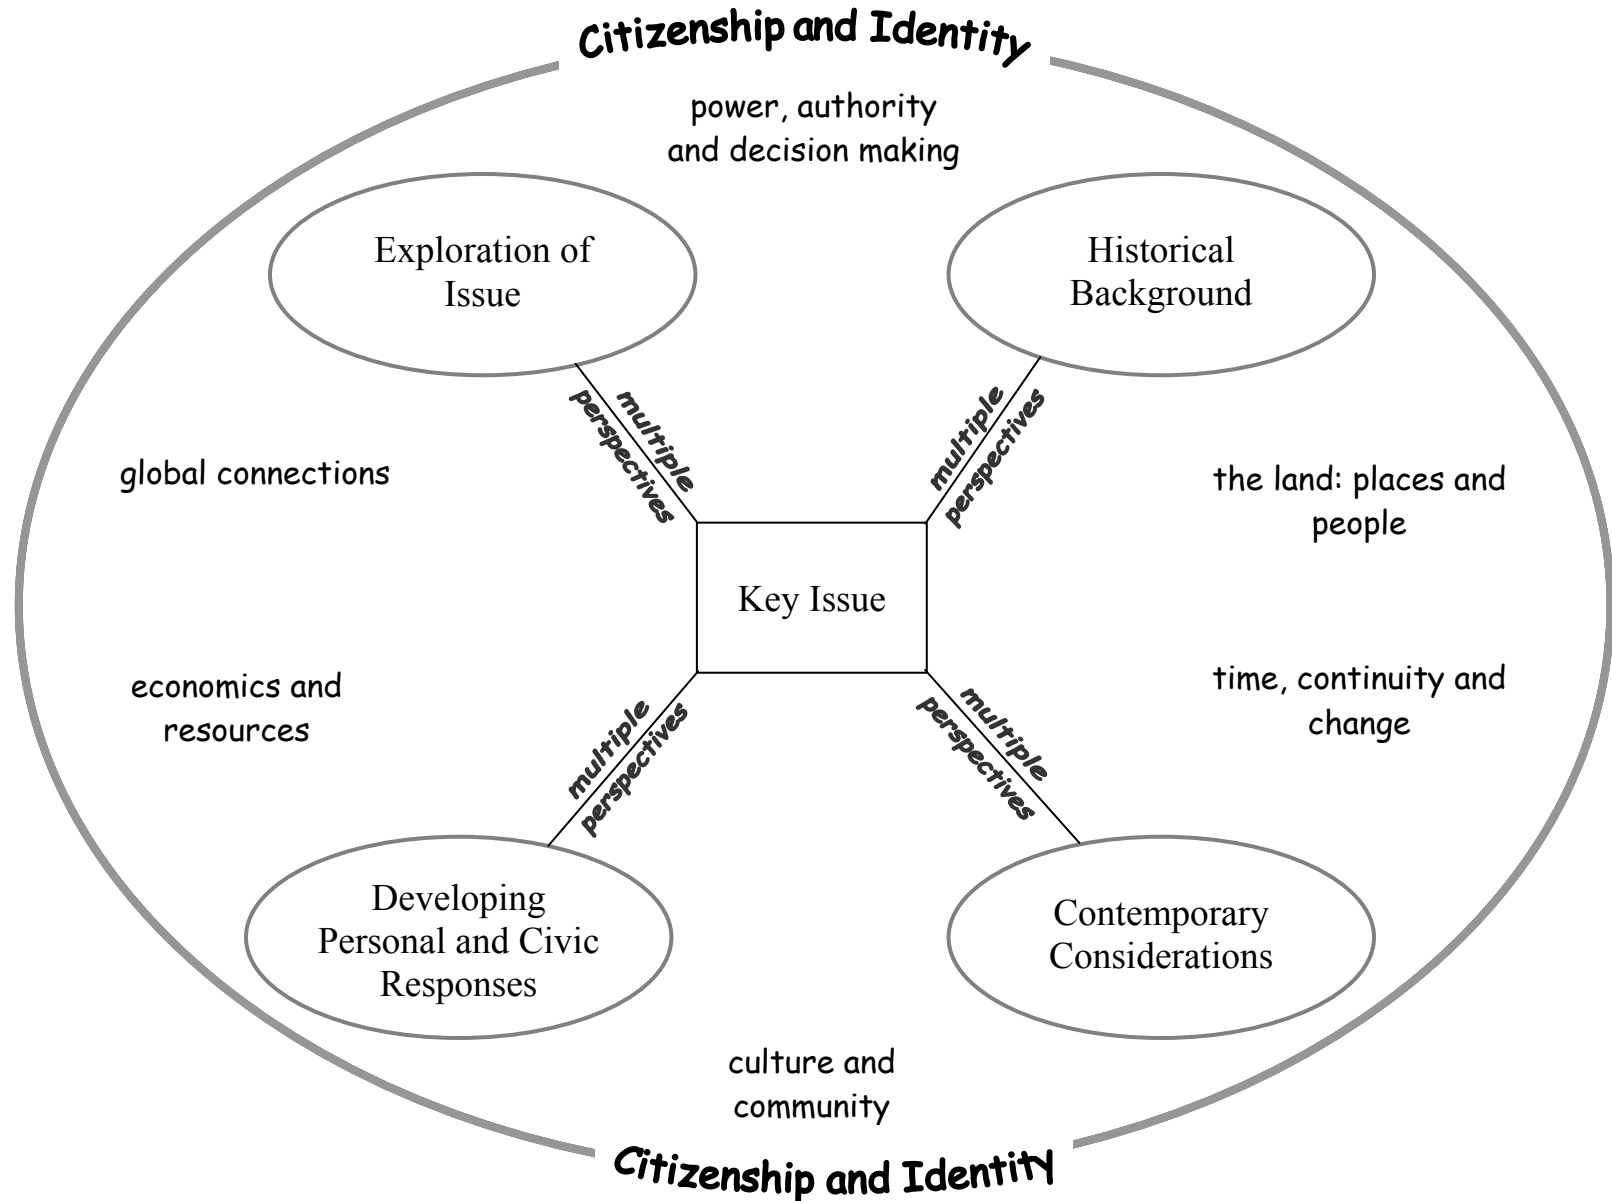 Citizenship and Identity
power, authority
and decision making
Exploration of
Issue
Historical
Background
multiple
perspectives
multiple
perspectives
global connections
the land: places and
people
Key Issue
economics and
resources
time, continuity and
change
multiple
perspectives
multiple
perspectives
Developing
Personal and Civic
Responses
Contemporary
Considerations
culture and
community
Citizenship and Identity